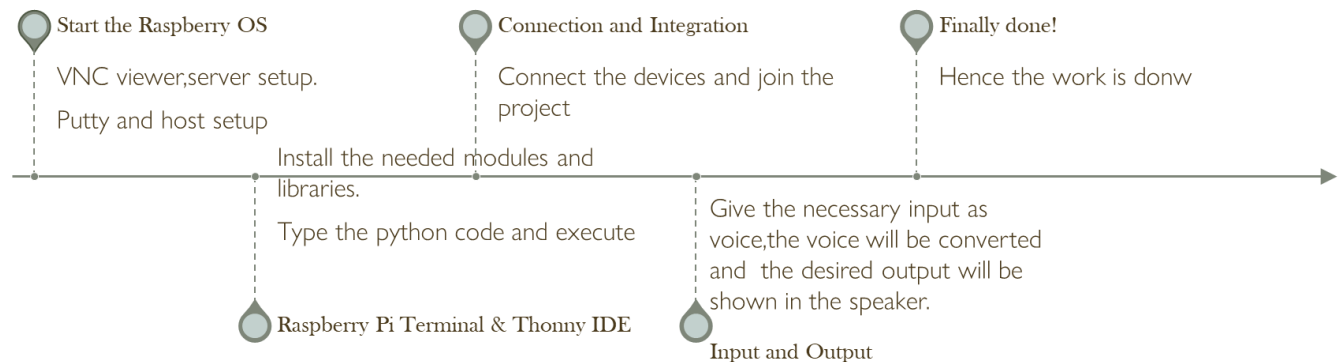 Start the Raspberry OS
VNC viewer,server setup.
Putty and host setup
Install the needed modules and
libraries.
Type the python code and execute
Raspberry Pi Terminal & Thonny IDE
Connection and Integration
Connect the devices and join the
project
Give the necessary input as
voice,the voice will be converted
and the desired output will be
shown in the speaker.
Input and Output
Finally done!
Hence the work is donw